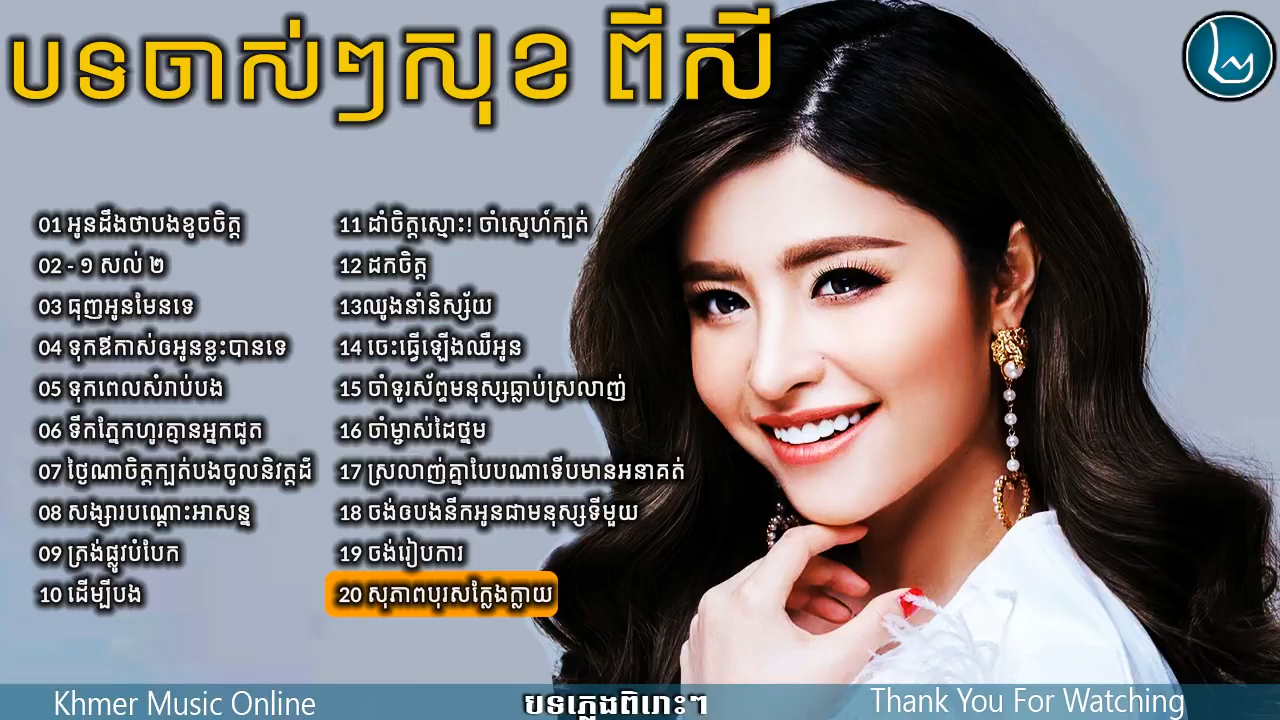 បទចាស់ៗសុខ ពីសី
01 អូនដឹងថាបងខូចចិត្ត
02 - ១ សល់ ២
03 ធុញអូនមែនទេ
04 ទុកឪកាស់ឲអូនខ្លះបានទេ
05 ទុកពេលសំរាប់បង
06 ទឹកភ្នែកហូរគ្មានអ្នកជូត
07 ថ្ងៃណាចិត្តក្បត់បងចូលនិវត្តដ៍
08 សង្សារបណ្តោះអាសន្ន
09 ត្រង់ផ្លូវបំបែក
10 ដើម្បីបង
11 ដាំចិត្តស្មោះ! ចាំស្នេហ៍ក្បត់
12 ដកចិត្ត
13ឈូងនាំនិស្ស័យ
14 ចេះធ្វើឡើងឈឺអូន
15 ចាំទូរស័ព្ទមនុស្សធ្លាប់ស្រលាញ់
16 ចាំម្ចាស់ដៃថ្នម
17 ស្រលាញ់គ្នាបែបណាទើបមានអនាគត់
18 ចង់ឲបងនឹកអូនជាមនុស្សទីមួយ
19 ចង់រៀបការ
20 សុភាពបុរសក្លែងក្លាយ
Khmer Music Online
បទភ្លេងពិរោះៗ
Thank You For Watching